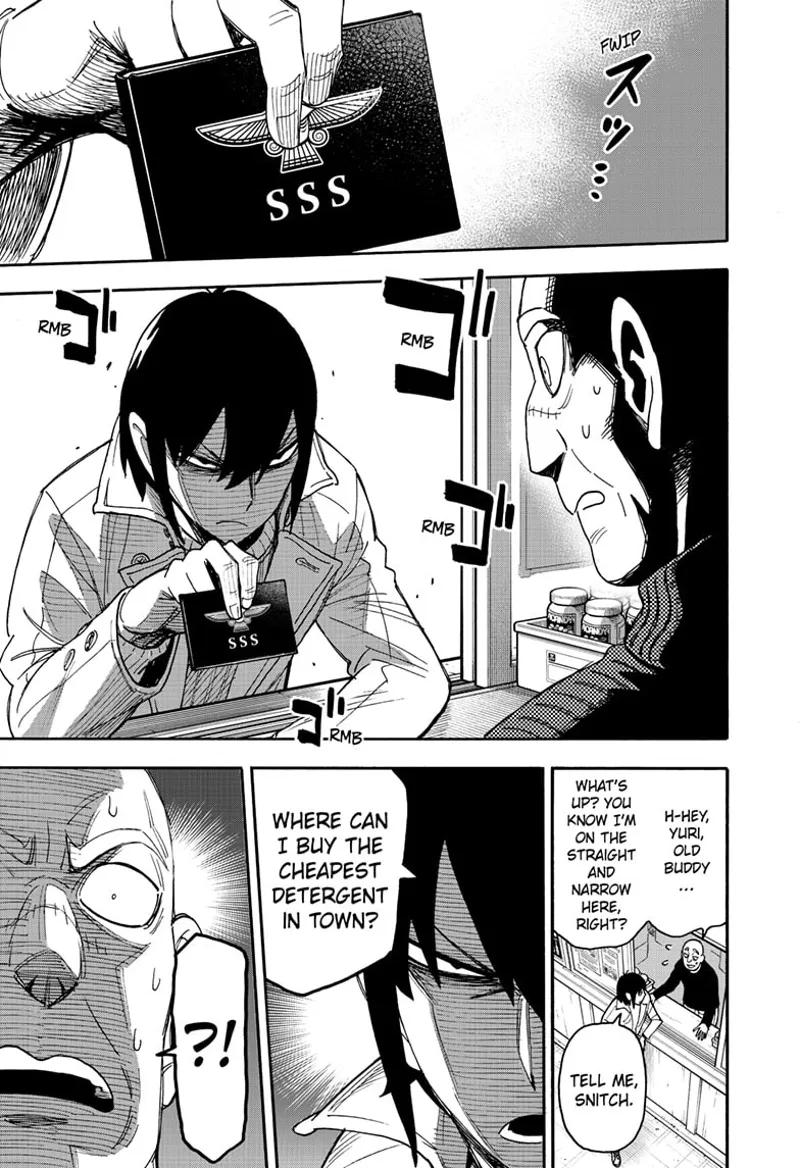 FWIP
スッ…
SSS
RMB
ゴ
RMB
ゴ
RMB
ゴ
SSS
CANDY
CANDY
RMB
ゴ
H-HEY,
YURI,
OLD
BUDDY
...
WHAT'S
UP? YOU
KNOW I'M
ON THE
STRAIGHT
AND
NARROW
HERE,
RIGHT?
TELL ME,
SNITCH.
WHERE CAN
I BUY THE
CHEAPEST
DETERGENT
IN TOWN?
?!